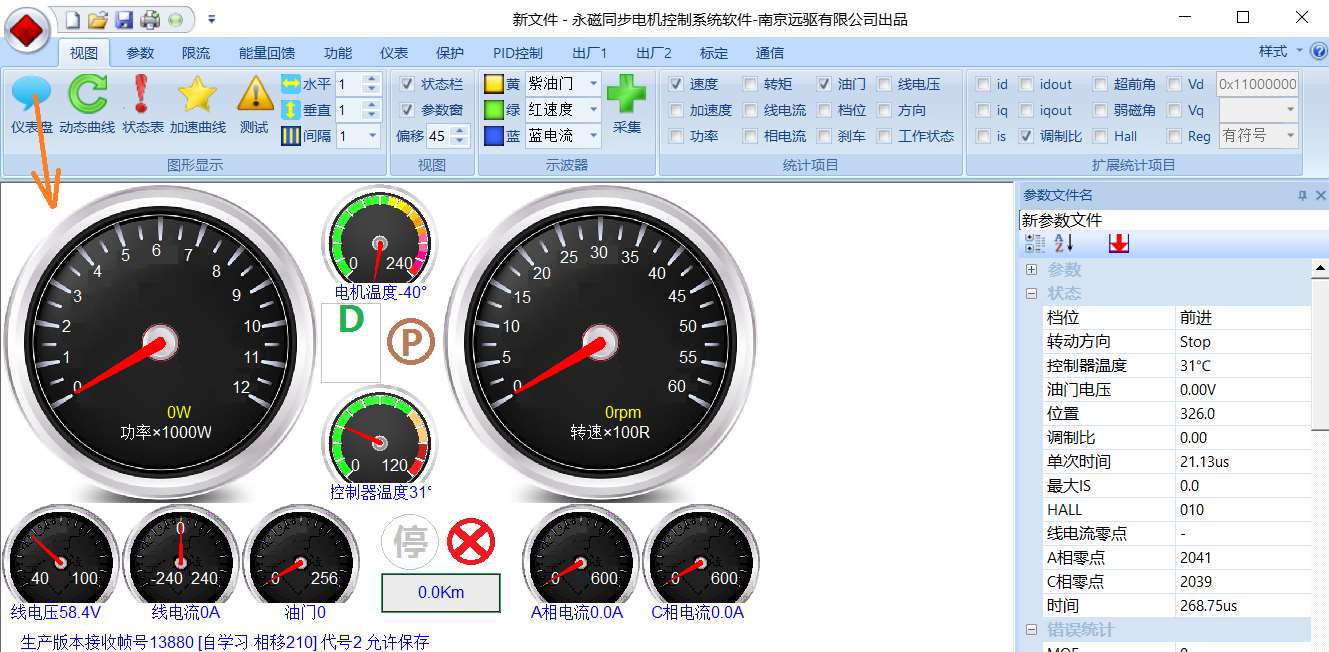 新文件 - 永磁同步电机控制系统软件-南京远驱有限公司出品
视图 参数 限流 能量回馈 功能 仪表 保护 PID控制 出厂1 出厂2 标定 通信 样式
水平 1 状态栏 黄 紫油门 速度 转矩 油门 线电压 id idout 超前角 Vd 0x11000000
垂直 1 参数窗 绿 红速度 加速度 线电流 档位 方向 iq iqout 弱磁角 Vq
仪表盘 动态曲线 状态表 加速曲线 测试 采集
间隔 1 偏移 45 蓝 蓝电流 功率 相电流 刹车 工作状态 is 调制比 Hall Reg 有符号
图形显示 视图 示波器 统计项目 扩展统计项目
0 1 2 3 4 5 6 7 8 9 10 11 12
0W
功率×1000W
0 240
电机温度-40°
D P
0 120
控制器温度31°
0 5 10 15 20 25 30 35 40 45 50 55 60
0rpm
转速×100R
40 100
线电压58.4V
0
-240 240
线电流0A
0 256
油门0
停
0.0Km
0 600
A相电流0.0A
0 600
C相电流0.0A
生产版本接收帧号13880 [自学习 相移210] 代号2 允许保存
参数文件名
新参数文件
A
Z
参数
状态
档位 前进
转动方向 Stop
控制器温度 31°C
油门电压 0.00V
位置 326.0
调制比 0.00
单次时间 21.13us
最大IS 0.0
HALL 010
线电流零点 -
A相零点 2041
C相零点 2039
时间 268.75us
错误统计
MOE 0